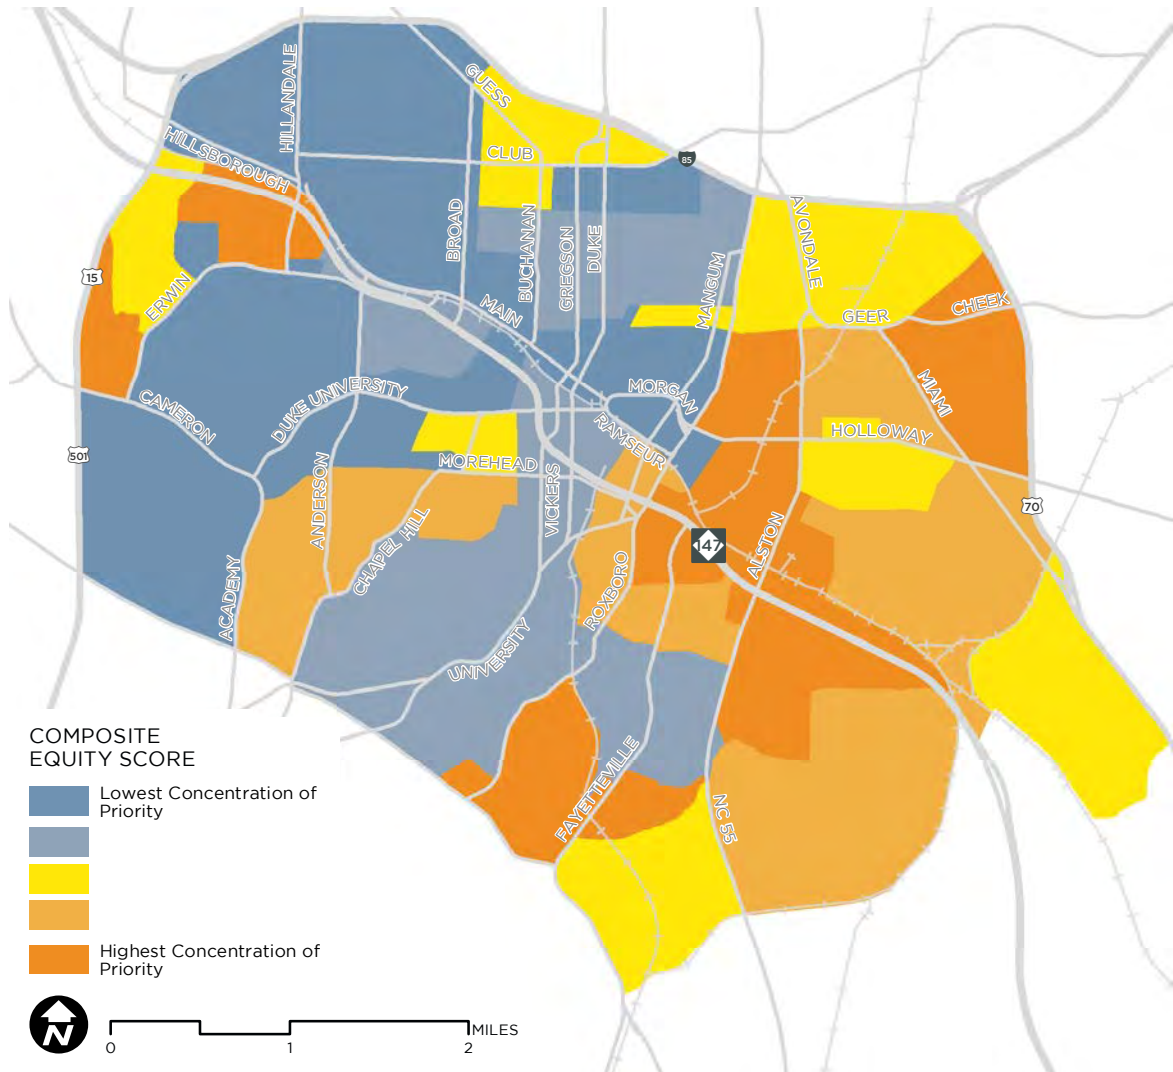 GUESS
HILLANDALE
HILLSBOROUGH
CLUB
85
BROAD
BUCHANAN
GREGSON
DUKE
MANGUM
AVONDALE
15
ERWIN
MAIN
GEER
CHEEK
MIAMI
CAMERON
DUKE UNIVERSITY
MORGAN
RAMSEUR
HOLLOWAY
501
ANDERSON
MOREHEAD
VICKERS
CHAPEL HILL
70
147
ALSTON
ACADEMY
ROXBORO
UNIVERSITY
FAYETTEVILLE
NC 55
COMPOSITE
EQUITY SCORE
Lowest Concentration of
Priority
Highest Concentration of
Priority
N
MILES
0
1
2